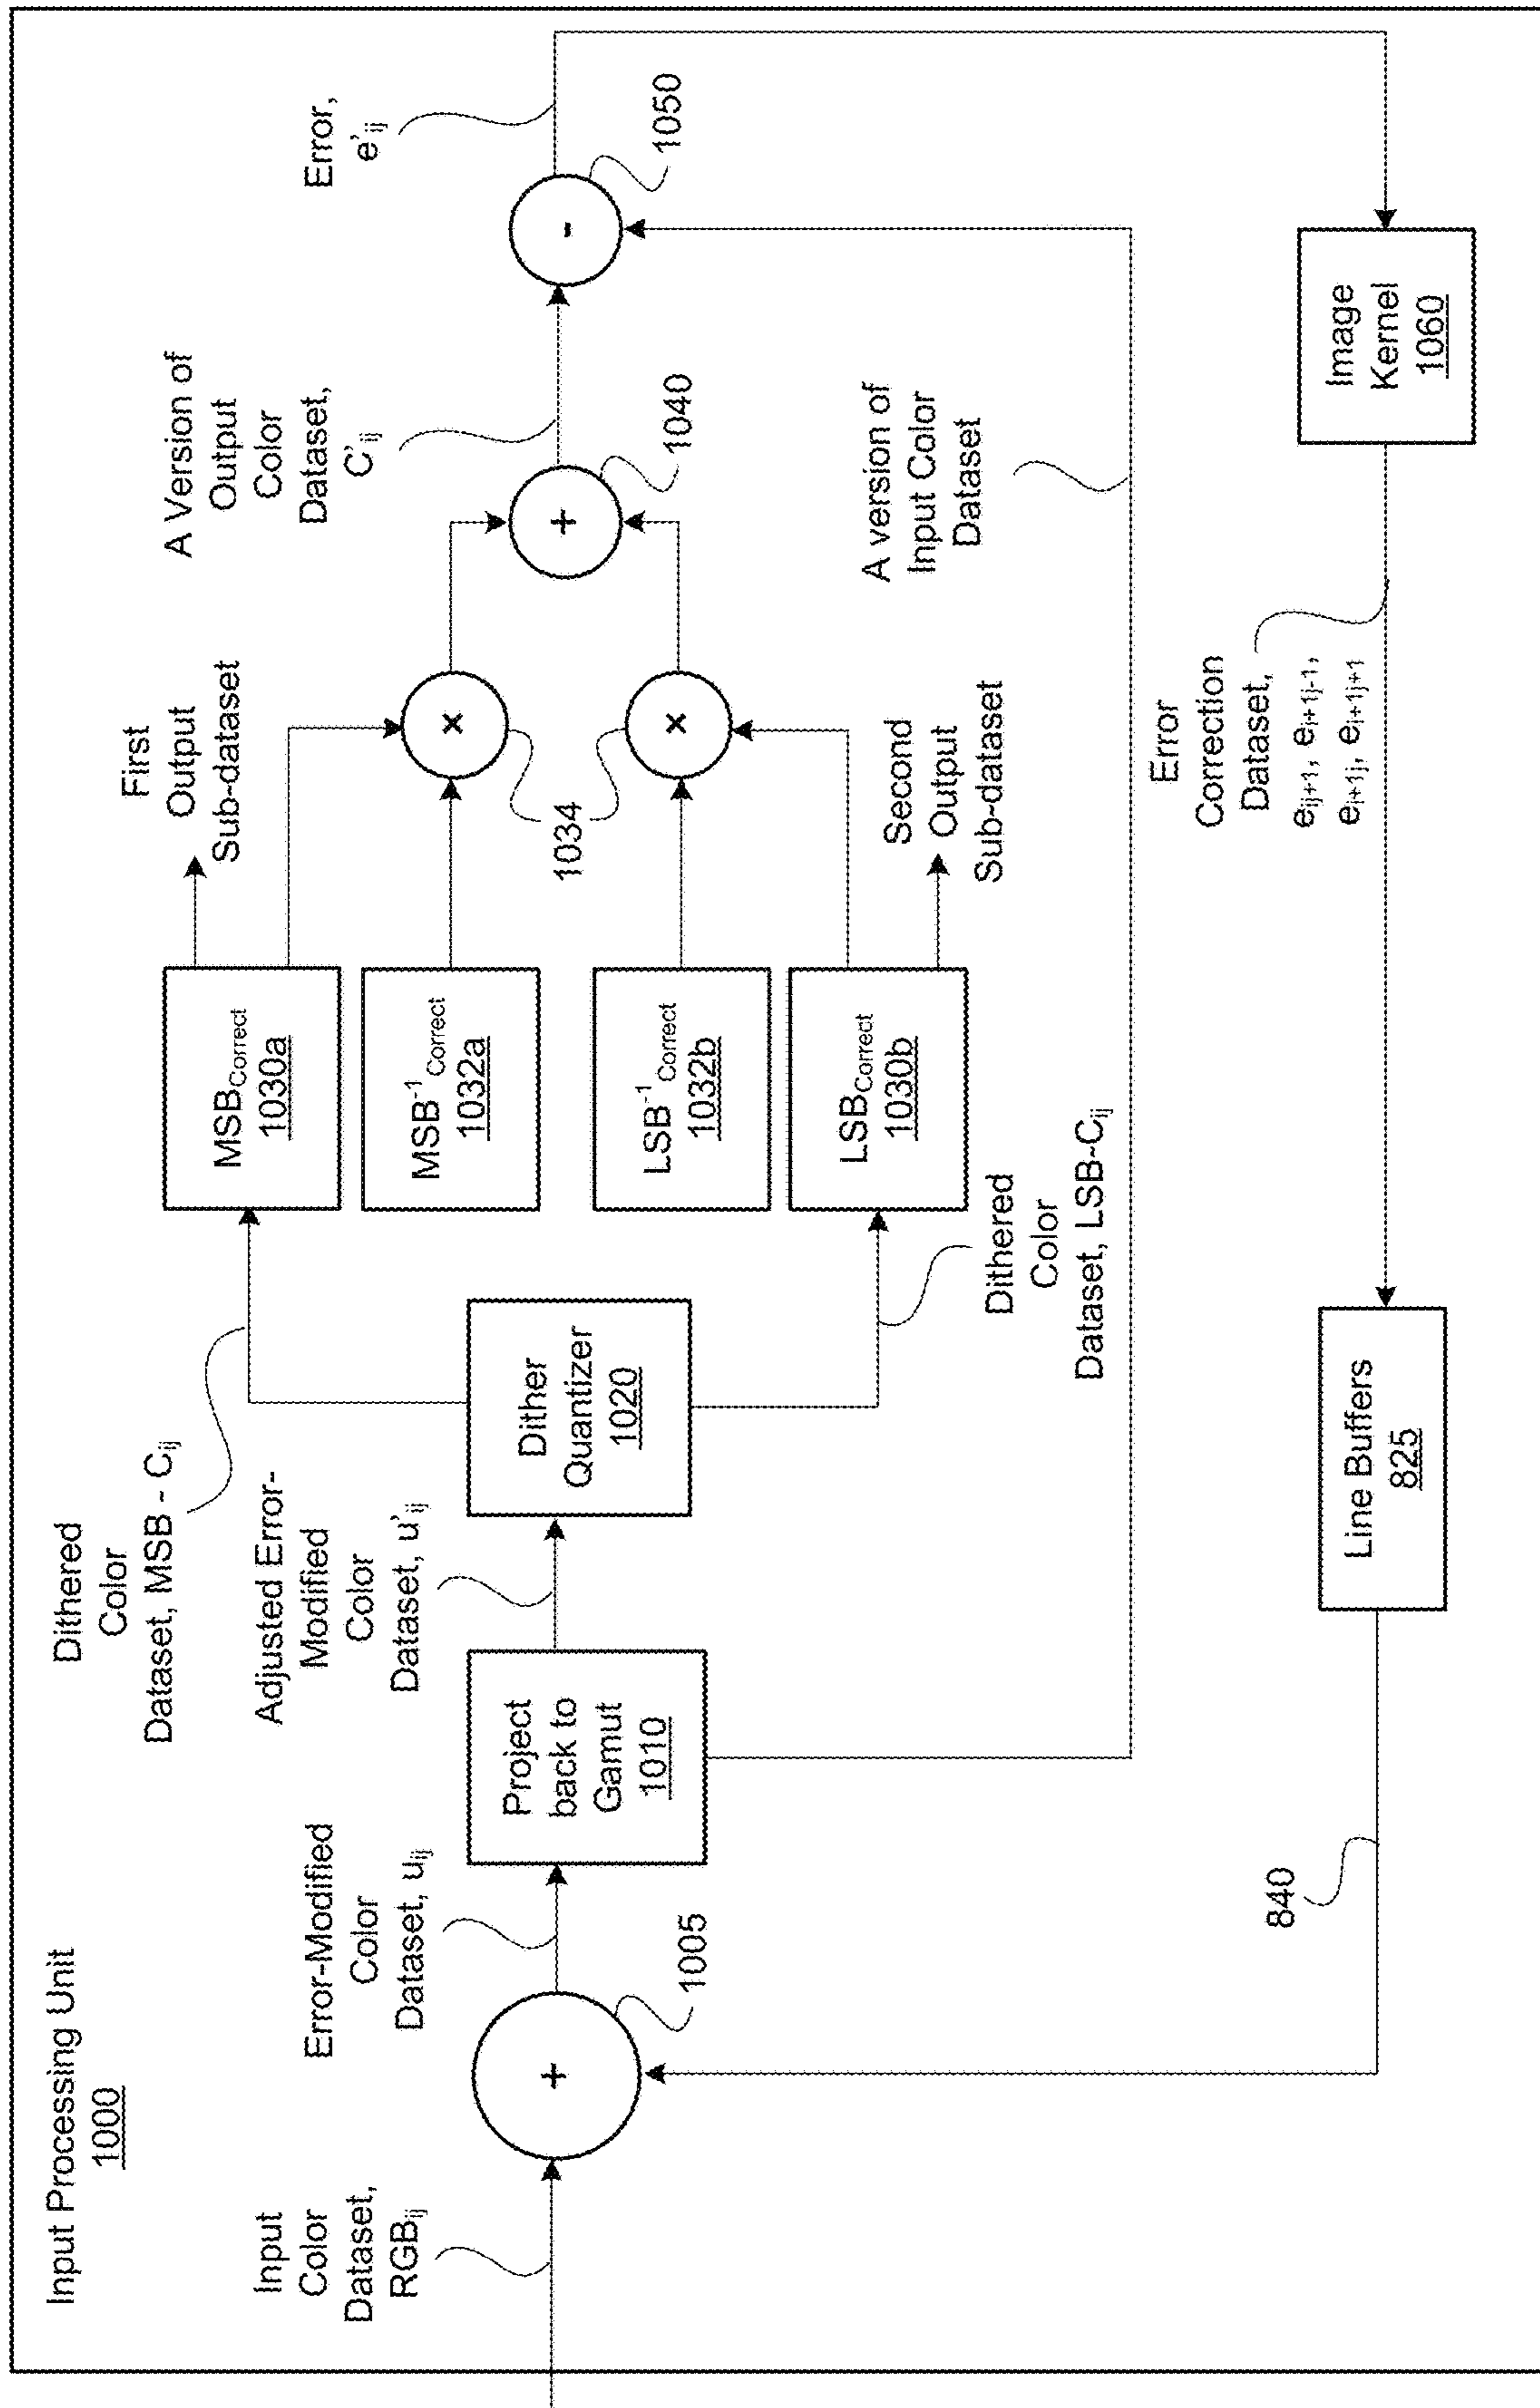 Input Processing Unit
1000
Input
Color
Dataset,
RGBij
+
1005
Error-Modified
Color
Dataset, uij
Project
back to
Gamut
1010
Adjusted Error-
Modified
Color
Dataset, u'ij
Dither
Quantizer
1020
Dithered
Color
Dataset, MSB - Cij
Dithered
Color
Dataset, LSB-Cij
MSBCorrect
1030a
MSB-1Correct
1032a
LSB-1Correct
1032b
LSBCorrect
1030b
First
Output
Sub-dataset
Second
Output
Sub-dataset
×
×
1034
+
1040
A Version of
Output
Color
Dataset,
C'ij
A version of
Input Color
Dataset
-
1050
Error,
e'ij
Image
Kernel
1060
Error
Correction
Dataset,
eij+1, ei+1j-1,
ei+1j, ei+1j+1
Line Buffers
825
840